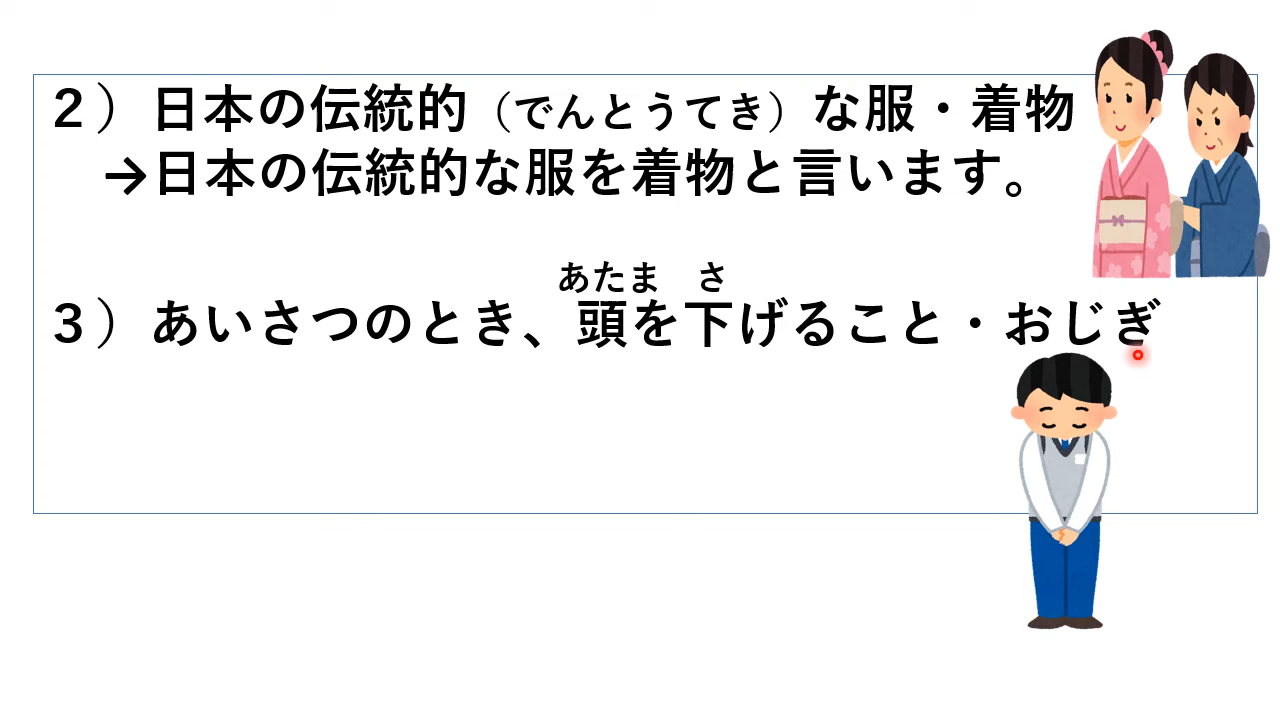 ２）日本の伝統的（でんとうてき）な服・着物
→日本の伝統的な服を着物と言います。
あたま　さ
３）あいさつのとき、頭を下げること・おじぎ